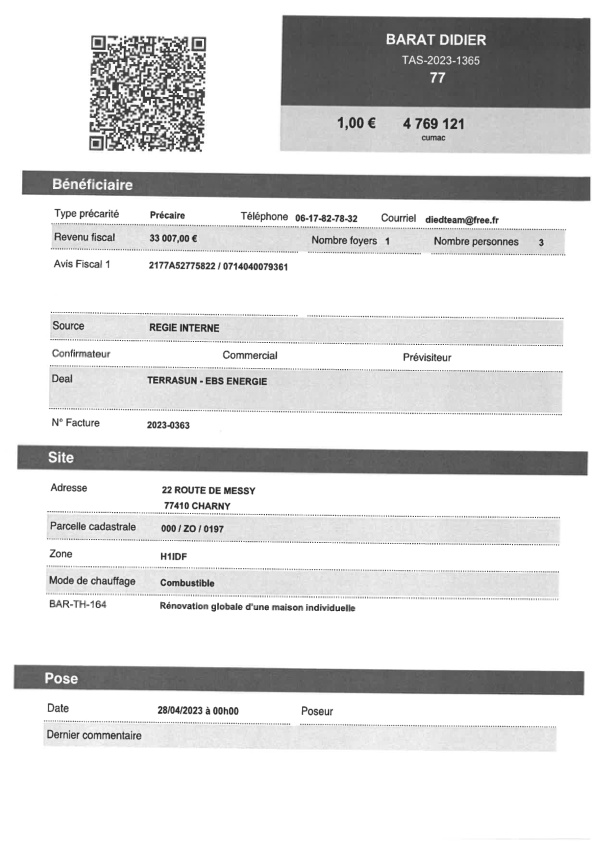 BARAT DIDIER
TAS-2023-1365
77
1,00 € 4 769 121
cumac
Bénéficiaire
Type précarité Précaire Téléphone 06-17-82-78-32 Courriel diedteam@free.fr
Revenu fiscal 33 007,00 € Nombre foyers 1 Nombre personnes 3
Avis Fiscal 1 2177A52775822 / 0714040079361
Source REGIE INTERNE
Confirmateur Commercial Prévisiteur
Deal TERRASUN - EBS ENERGIE
N° Facture 2023-0363
Site
Adresse 22 ROUTE DE MESSY
77410 CHARNY
Parcelle cadastrale 000 / ZO / 0197
Zone H1IDF
Mode de chauffage Combustible
BAR-TH-164 Rénovation globale d'une maison individuelle
Pose
Date 28/04/2023 à 00h00 Poseur
Dernier commentaire